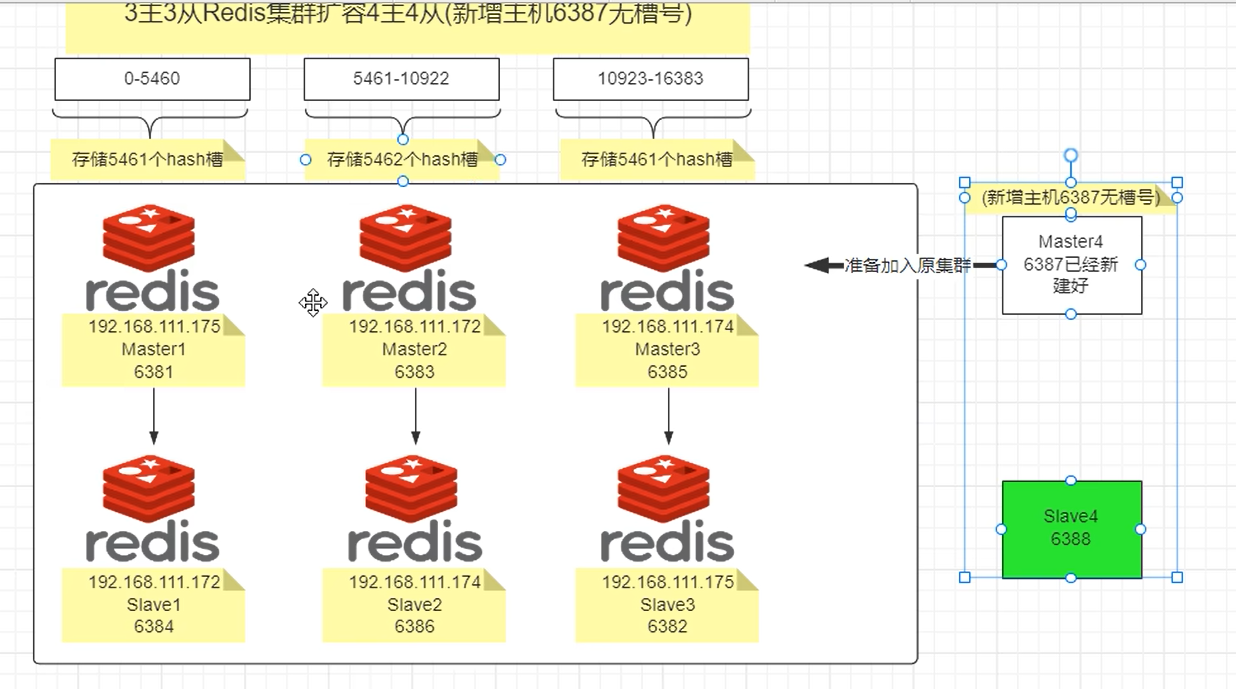 3主3从Redis集群扩容4主4从(新增主机6387无槽号)
0-5460
5461-10922
10923-16383
存储5461个hash槽
存储5462个hash槽
存储5461个hash槽
(新增主机6387无槽号)
Master4
6387已经新
建好
准备加入原集群
redis
redis
redis
192.168.111.175
Master1
6381
192.168.111.172
Master2
6383
192.168.111.174
Master3
6385
redis
redis
redis
192.168.111.172
Slave1
6384
192.168.111.174
Slave2
6386
192.168.111.175
Slave3
6382
Slave4
6388